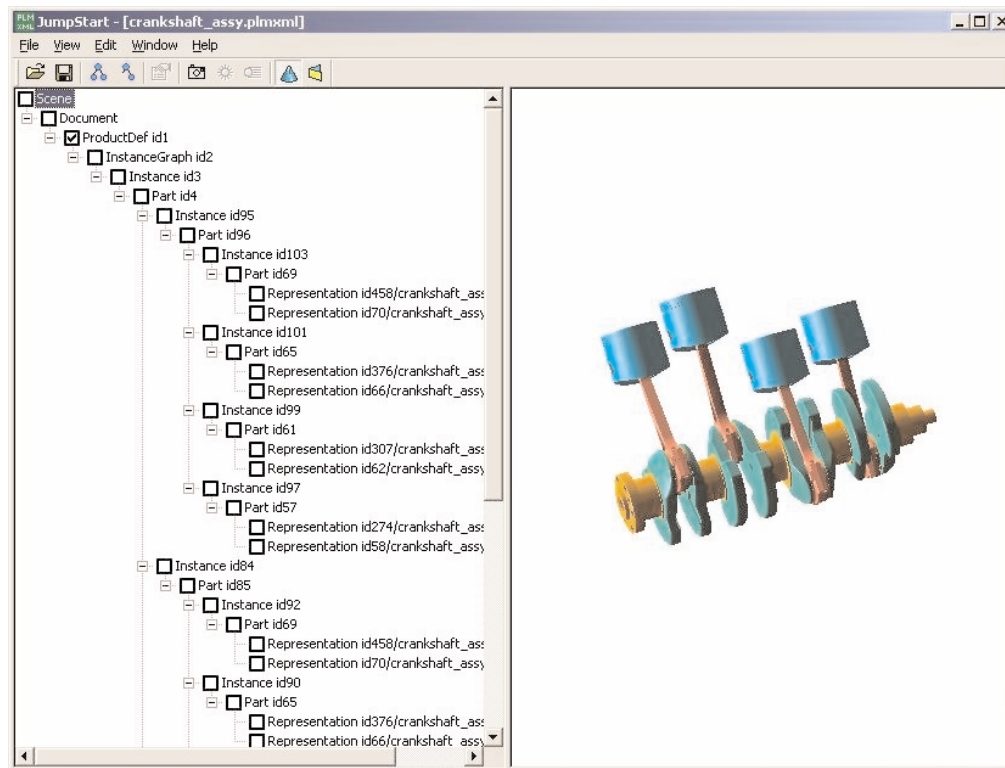 PLM XML JumpStart - [crankshaft_assy.plmxml]
File View Edit Window Help
Scene
Document
ProductDef id1
InstanceGraph id2
Instance id3
Part id4
Instance id95
Part id96
Instance id103
Part id69
Representation id458/crankshaft_ass
Representation id70/crankshaft_assy
Instance id101
Part id65
Representation id376/crankshaft_ass
Representation id66/crankshaft_assy
Instance id99
Part id61
Representation id307/crankshaft_ass
Representation id62/crankshaft_assy
Instance id97
Part id57
Representation id274/crankshaft_ass
Representation id58/crankshaft_assy
Instance id84
Part id85
Instance id92
Part id69
Representation id458/crankshaft_ass
Representation id70/crankshaft_assy
Instance id90
Part id65
Representation id376/crankshaft_ass
Representation id66/crankshaft_assy